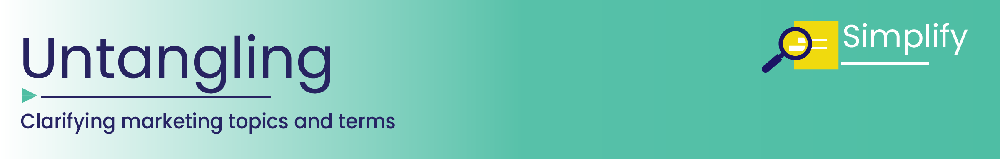 Untangling
Clarifying marketing topics and terms
Simplify